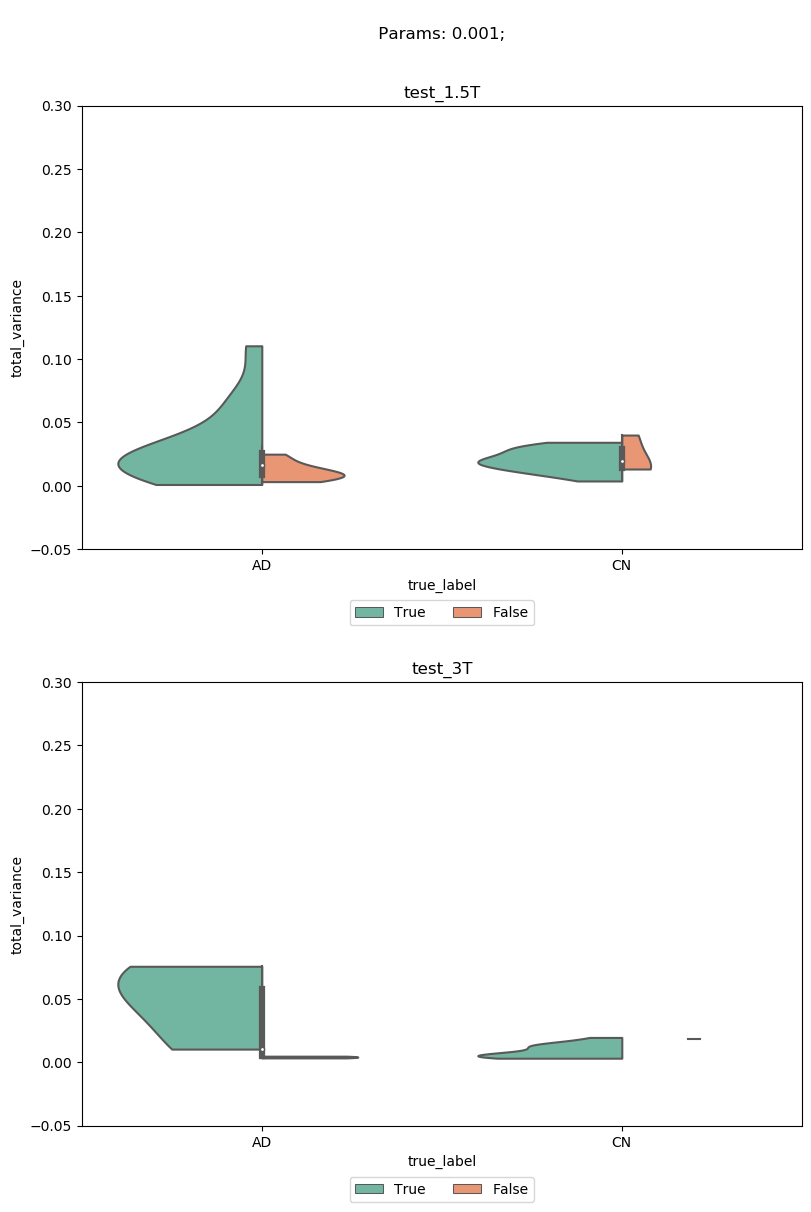 Params: 0.001;
test_1.5T
0.30
0.25
0.20
0.15
0.10
0.05
0.00
−0.05
total_variance
AD CN
true_label
True False
test_3T
0.30
0.25
0.20
0.15
0.10
0.05
0.00
−0.05
total_variance
AD CN
true_label
True False